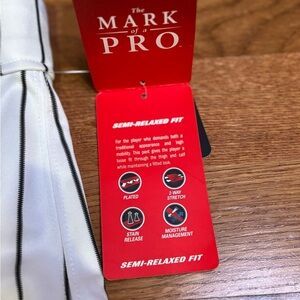 The
MARK
of a
PRO
SEMI-RELAXED FIT
For the player who demands both a
traditional appearance and high
mobility. This pant gives the player a
loose fit through the thigh and calf
while maintaining a fitted look.
PLATED
2-WAY
STRETCH
STAIN
RELEASE
MOISTURE
MANAGEMENT
SEMI-RELAXED FIT